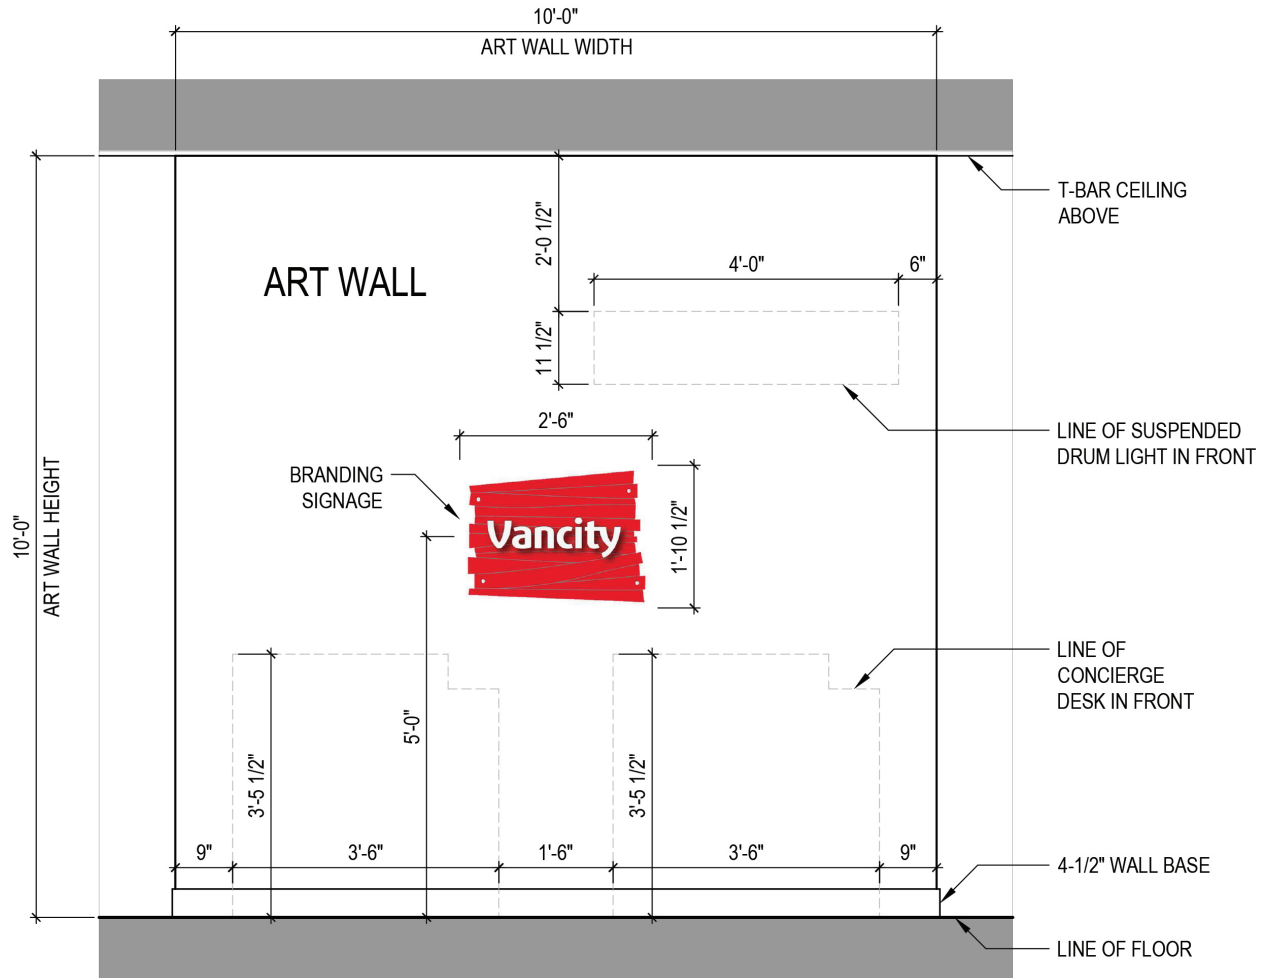 10'-0"
ART WALL WIDTH
T-BAR CEILING
ABOVE
2'-0 1/2"
4'-0"
6"
ART WALL
11 1/2"
2'-6"
LINE OF SUSPENDED
DRUM LIGHT IN FRONT
BRANDING
SIGNAGE
Vancity
1'-10 1/2"
10'-0"
ART WALL HEIGHT
LINE OF
CONCIERGE
DESK IN FRONT
5'-0"
3'-5 1/2"
3'-5 1/2"
9"
3'-6"
1'-6"
3'-6"
9"
4-1/2" WALL BASE
LINE OF FLOOR